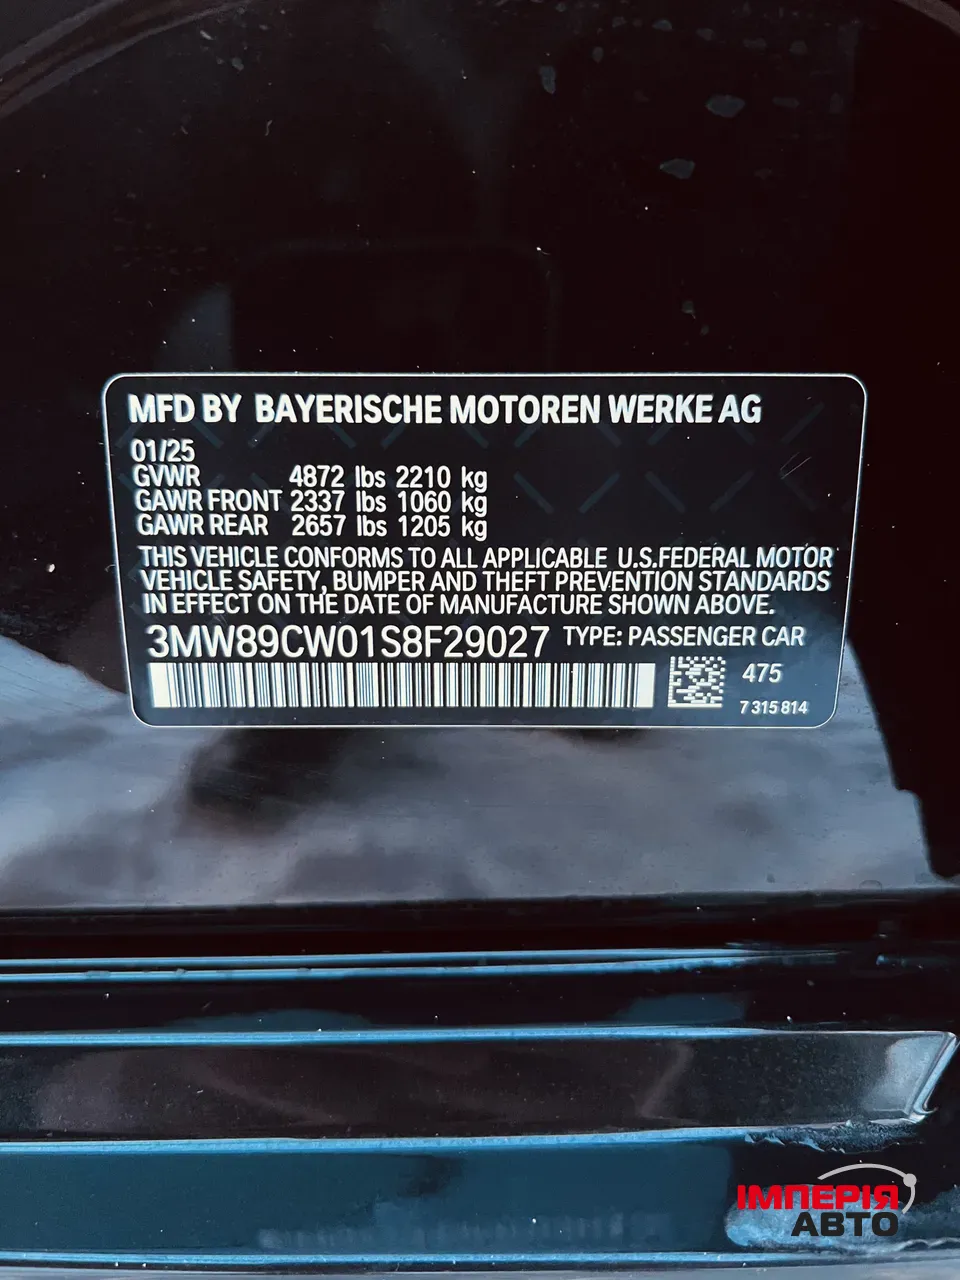 MFD BY BAYERISCHE MOTOREN WERKE AG
01/25
GVWR 4872 lbs 2210 kg
GAWR FRONT 2337 lbs 1060 kg
GAWR REAR 2657 lbs 1205 kg
THIS VEHICLE CONFORMS TO ALL APPLICABLE U.S.FEDERAL MOTOR
VEHICLE SAFETY, BUMPER AND THEFT PREVENTION STANDARDS
IN EFFECT ON THE DATE OF MANUFACTURE SHOWN ABOVE.
3MW89CW01S8F29027 TYPE: PASSENGER CAR
475
7 315 814
ІМПЕРІЯ
АВТО